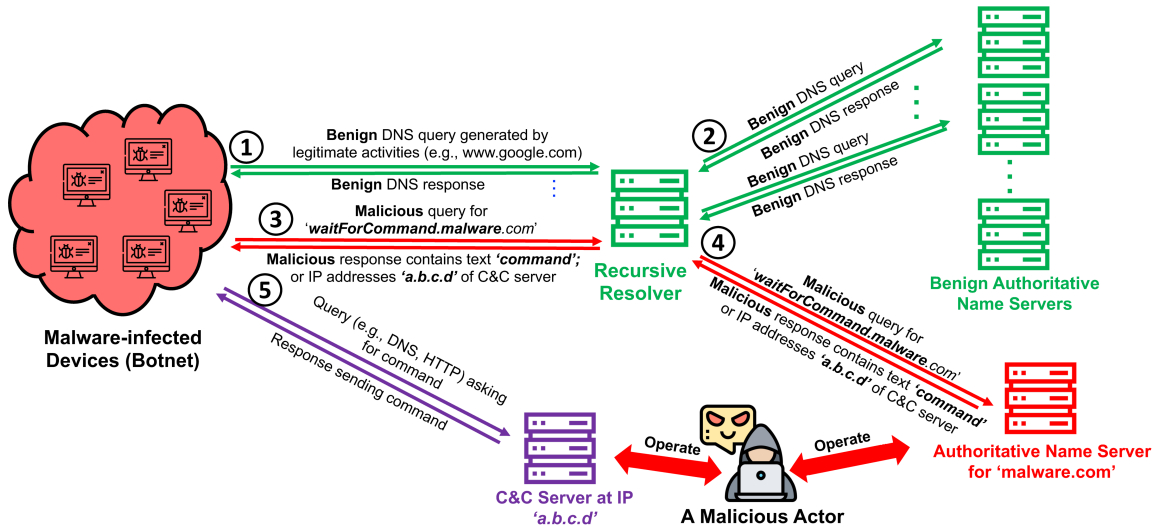 1
Benign DNS query generated by
legitimate activities (e.g., www.google.com)
Benign DNS response
2
Benign DNS query
Benign DNS response
Benign DNS query
Benign DNS response
3
Malicious query for
‘waitForCommand.malware.com’
Malicious response contains text ‘command’;
or IP addresses ‘a.b.c.d’ of C&C server
4
Malicious query for
‘waitForCommand.malware.com’
Malicious response contains text ‘command’
or IP addresses ‘a.b.c.d’ of C&C server
Recursive
Resolver
Benign Authoritative
Name Servers
5
Query (e.g., DNS, HTTP) asking
for command
Response sending command
Malware-infected
Devices (Botnet)
Operate
Operate
C&C Server at IP
‘a.b.c.d’
A Malicious Actor
Authoritative Name Server
for ‘malware.com’